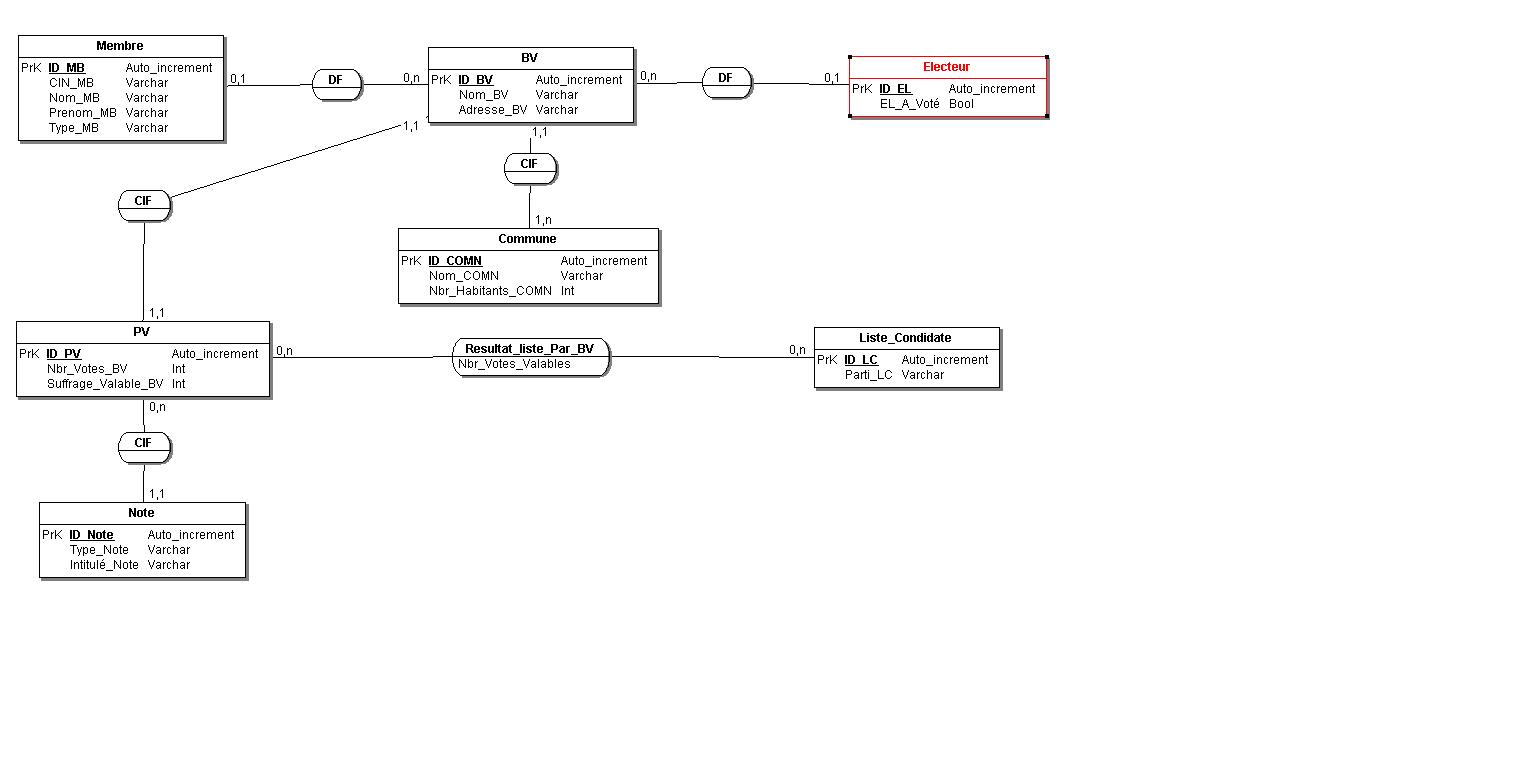 Membre
PrK ID_MB Auto_increment
CIN_MB Varchar
Nom_MB Varchar
Prenom_MB Varchar
Type_MB Varchar
0,1
DF
0,n
BV
PrK ID_BV Auto_increment
Nom_BV Varchar
Adresse_BV Varchar
0,n
DF
0,1
Electeur
PrK ID_EL Auto_increment
EL_A_Voté Bool
1,1
CIF
1,1
1,1
CIF
1,n
Commune
PrK ID_COMN Auto_increment
Nom_COMN Varchar
Nbr_Habitants_COMN Int
PV
PrK ID_PV Auto_increment
Nbr_Votes_BV Int
Suffrage_Valable_BV Int
0,n
Resultat_liste_Par_BV
Nbr_Votes_Valables
0,n
Liste_Condidate
PrK ID_LC Auto_increment
Parti_LC Varchar
0,n
CIF
1,1
Note
PrK ID_Note Auto_increment
Type_Note Varchar
Intitulé_Note Varchar